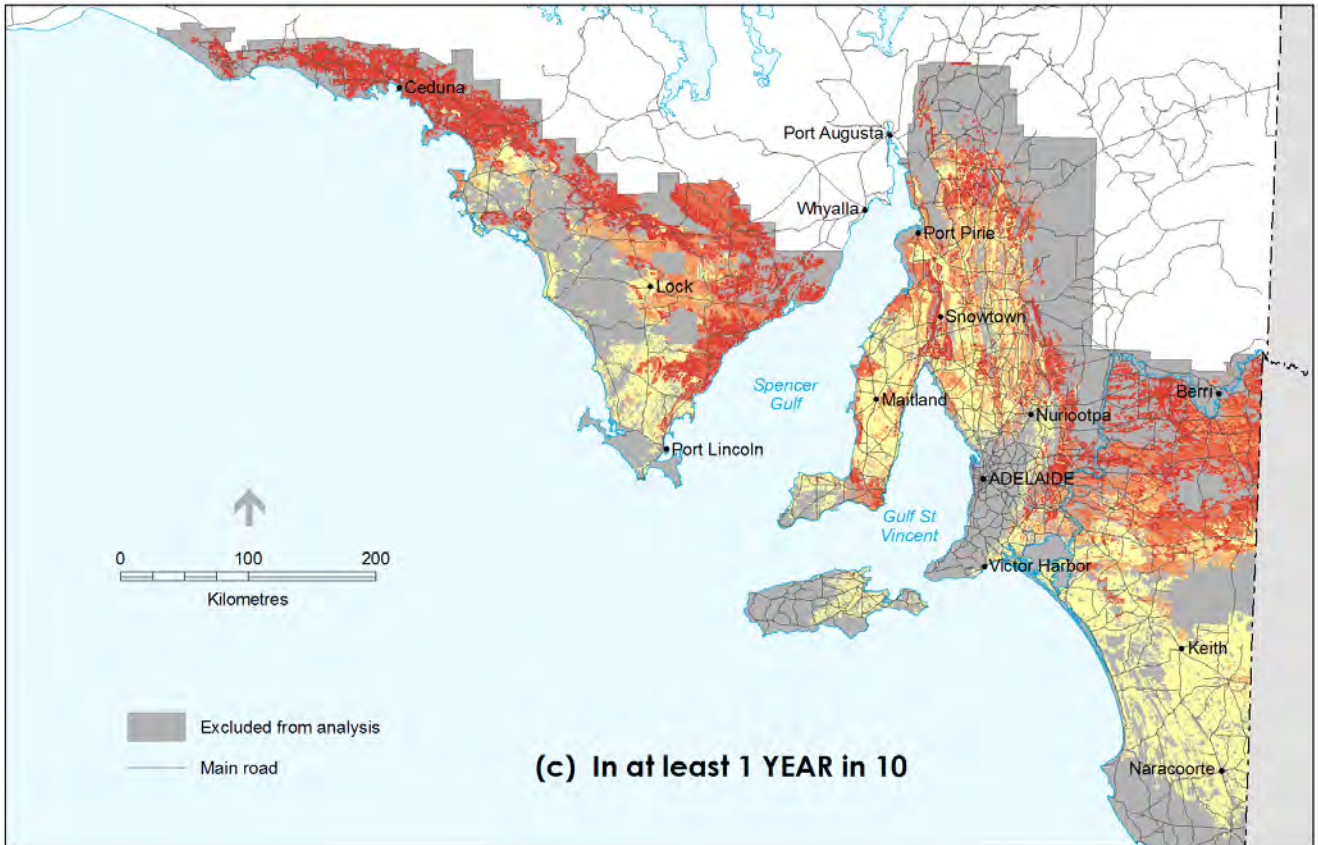 Ceduna
Port Augusta
Whyalla
Port Pirie
Lock
Snowtown
Spencer
Gulf
Maitland
Berri
Nuriootpa
Port Lincoln
ADELAIDE
Gulf St
Vincent
0 100 200
Kilometres
Victor Harbor
Keith
Excluded from analysis
Main road
(c) In at least 1 YEAR in 10
Naracoorte